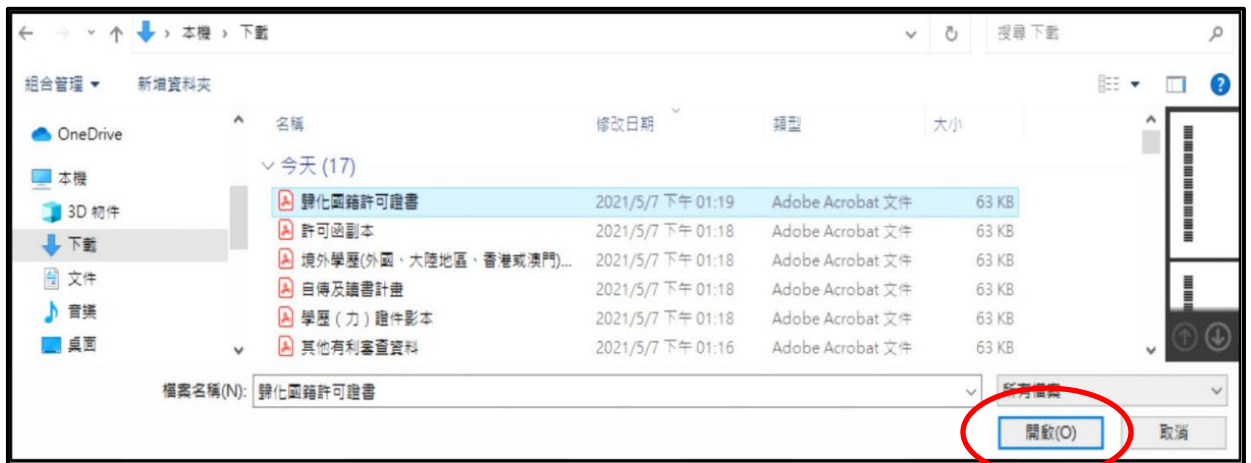 本機 › 下載 搜尋 下載
組合管理 新增資料夾
OneDrive
本機
3D 物件
下載
文件
音樂
桌面
名稱 修改日期 類型 大小
今天 (17)
歸化國籍許可證書 2021/5/7 下午 01:19 Adobe Acrobat 文件 63 KB
許可函副本 2021/5/7 下午 01:18 Adobe Acrobat 文件 63 KB
境外學歷(外國、大陸地區、香港或澳門)... 2021/5/7 下午 01:18 Adobe Acrobat 文件 63 KB
自傳及讀書計畫 2021/5/7 下午 01:18 Adobe Acrobat 文件 63 KB
學歷（力）證件影本 2021/5/7 下午 01:18 Adobe Acrobat 文件 63 KB
其他有利審查資料 2021/5/7 下午 01:16 Adobe Acrobat 文件 63 KB
檔案名稱(N): 歸化國籍許可證書 所有檔案
開啟(O) 取消